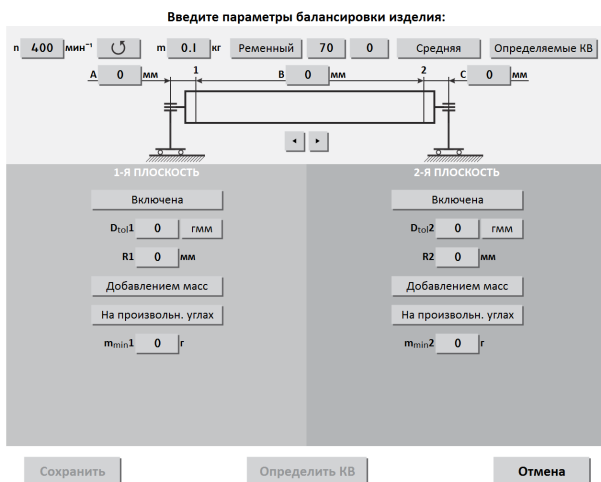 Введите параметры балансировки изделия:
n 400 мин⁻¹ m 0.1 кг Ременный 70 0 Средняя Определяемые КВ
A 0 мм 1 B 0 мм 2 C 0 мм
1-Я ПЛОСКОСТЬ 2-Я ПЛОСКОСТЬ
Включена Включена
Dtol1 0 гмм Dtol2 0 гмм
R1 0 мм R2 0 мм
Добавлением масс Добавлением масс
На произвольн. углах На произвольн. углах
mmin1 0 г mmin2 0 г
Сохранить Определить КВ Отмена